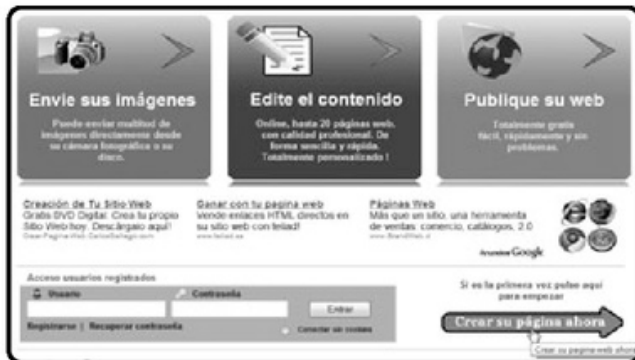 Envie sus imágenes
Puede enviar multitud de
imágenes directamente desde
su cámara fotográfica o su
disco.
Edite el contenido
Online, hasta 20 páginas web,
con calidad profesional. De
forma sencilla y rápida.
Totalmente personalizado !
Publique su web
Totalmente gratis
fácil, rápidamente y sin
problemas.
Creación de Tu Sitio Web
Gratis DVD Digital: Crea tu propio
Sitio Web hoy. Descárgalo aquí!
Ganar con tu pagina web
Vende enlaces HTML directos en
su sitio web con teliad!
www.teliad.es
Páginas Web
Más que un sitio, una herramienta
de ventas: comercio, catálogos, 2.0
www.BrandWeb.cl
Anuncios Google
Acceso usuarios registrados
Usuario
Contraseña
Entrar
Registrarse | Recuperar contraseña
Conectar sin cookies
Si es la primera vez pulse aquí
para empezar
Crear su página ahora
Crear su pagina web ahora